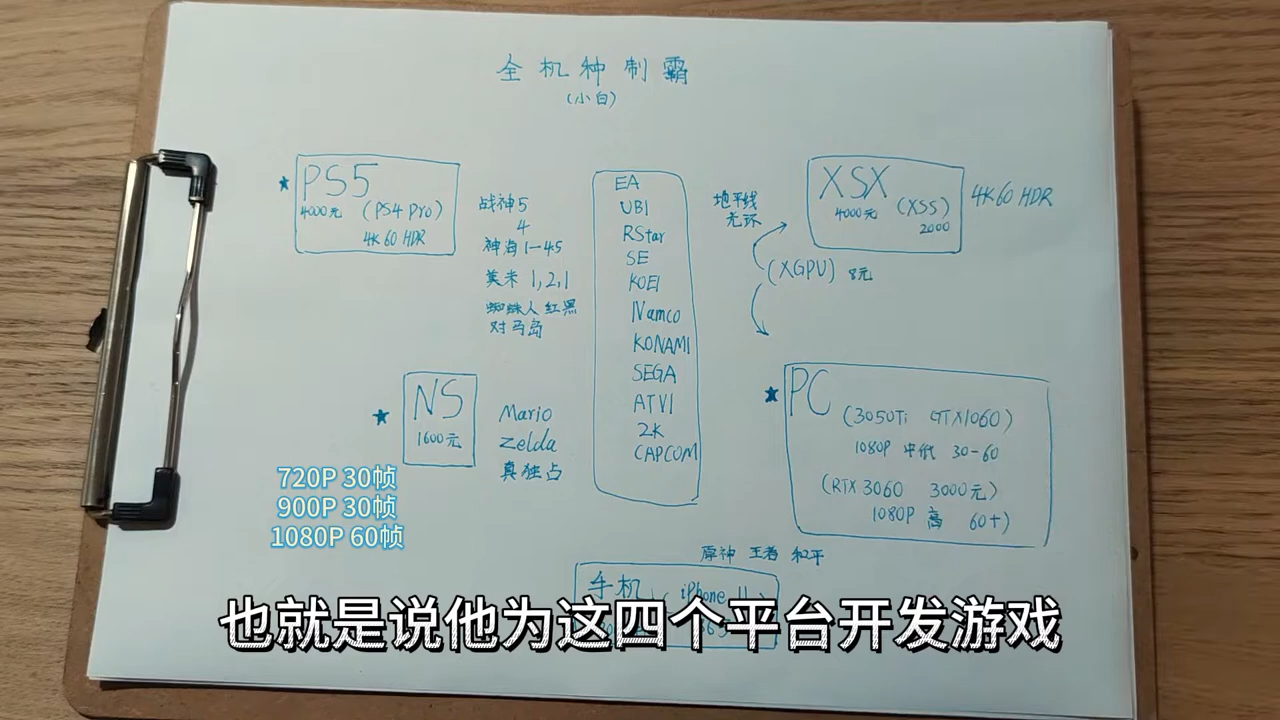 全机种制霸
(小白)
★ PS5
4000元 (PS4 Pro)
4K 60 HDR
战神5
4
神海1-4.5
美末 1,2,1
蜘蛛人 红黑
对马岛
EA
UBI
RStar
SE
KOEI
Namco
KONAMI
SEGA
ATVI
2K
CAPCOM
地平线
光环
XSX
4000元 (XSS)
2000
4K 60 HDR
(XGPU) 8元
★ NS
1600元
Mario
Zelda
真独占
720P 30帧
900P 30帧
1080P 60帧
★ PC
(3050Ti GTX1060)
1080P 中低 30-60
(RTX 3060 3000元)
1080P 高 60+)
原神 王者 和平
手机 (iPhone 11)
也就是说他为这四个平台开发游戏